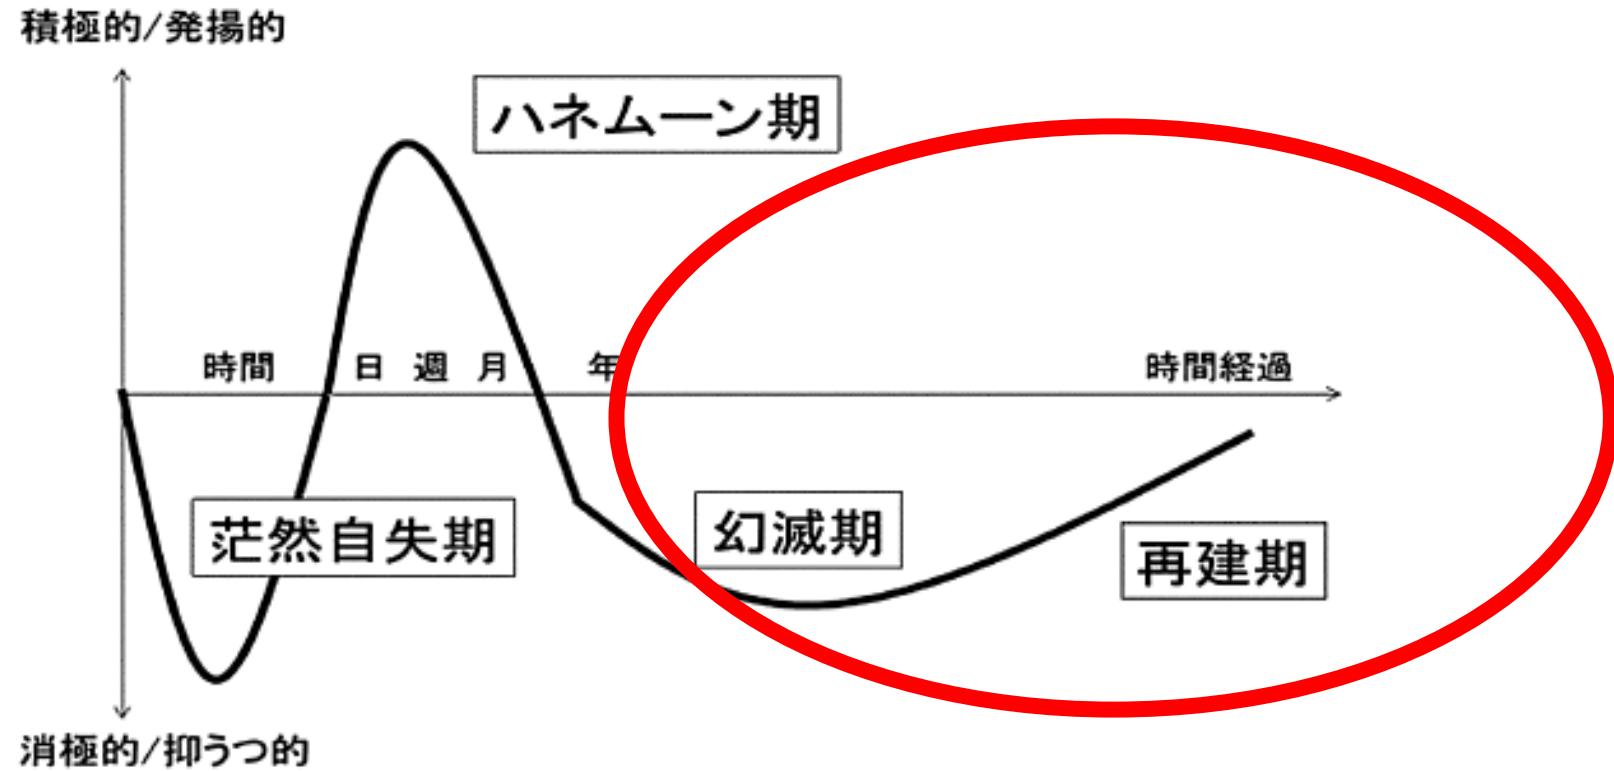 積極的/発揚的
ハネムーン期
時間 日 週 月 年 時間経過
茫然自失期
幻滅期
再建期
消極的/抑うつ的